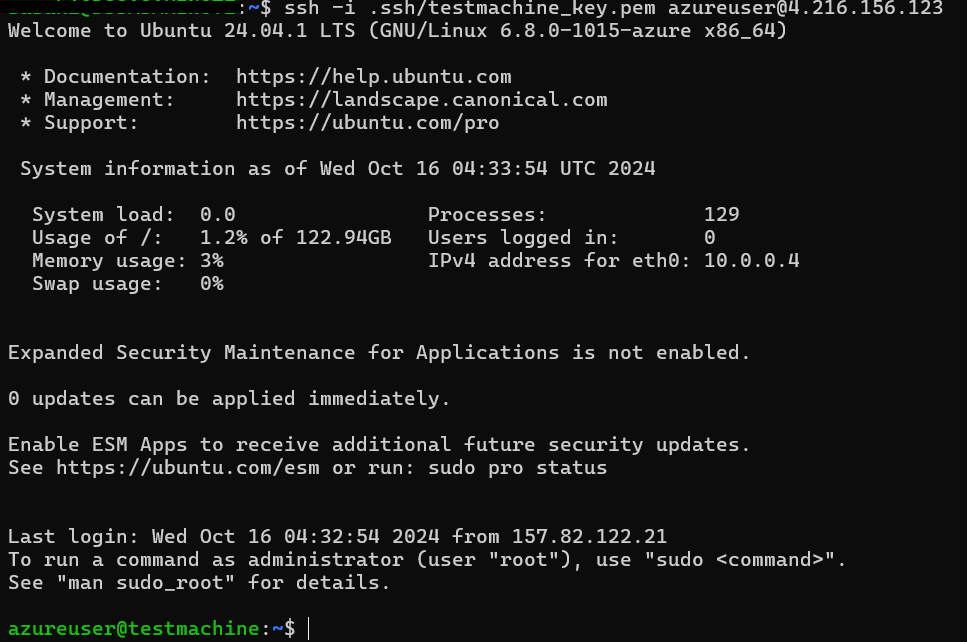 :~$ ssh -i .ssh/testmachine_key.pem azureuser@4.216.156.123
Welcome to Ubuntu 24.04.1 LTS (GNU/Linux 6.8.0-1015-azure x86_64)
* Documentation:  https://help.ubuntu.com
* Management:     https://landscape.canonical.com
* Support:        https://ubuntu.com/pro
System information as of Wed Oct 16 04:33:54 UTC 2024
System load:  0.0                Processes:             129
Usage of /:   1.2% of 122.94GB   Users logged in:       0
Memory usage: 3%                 IPv4 address for eth0: 10.0.0.4
Swap usage:   0%
Expanded Security Maintenance for Applications is not enabled.
0 updates can be applied immediately.
Enable ESM Apps to receive additional future security updates.
See https://ubuntu.com/esm or run: sudo pro status
Last login: Wed Oct 16 04:32:54 2024 from 157.82.122.21
To run a command as administrator (user "root"), use "sudo <command>".
See "man sudo_root" for details.
azureuser@testmachine:~$